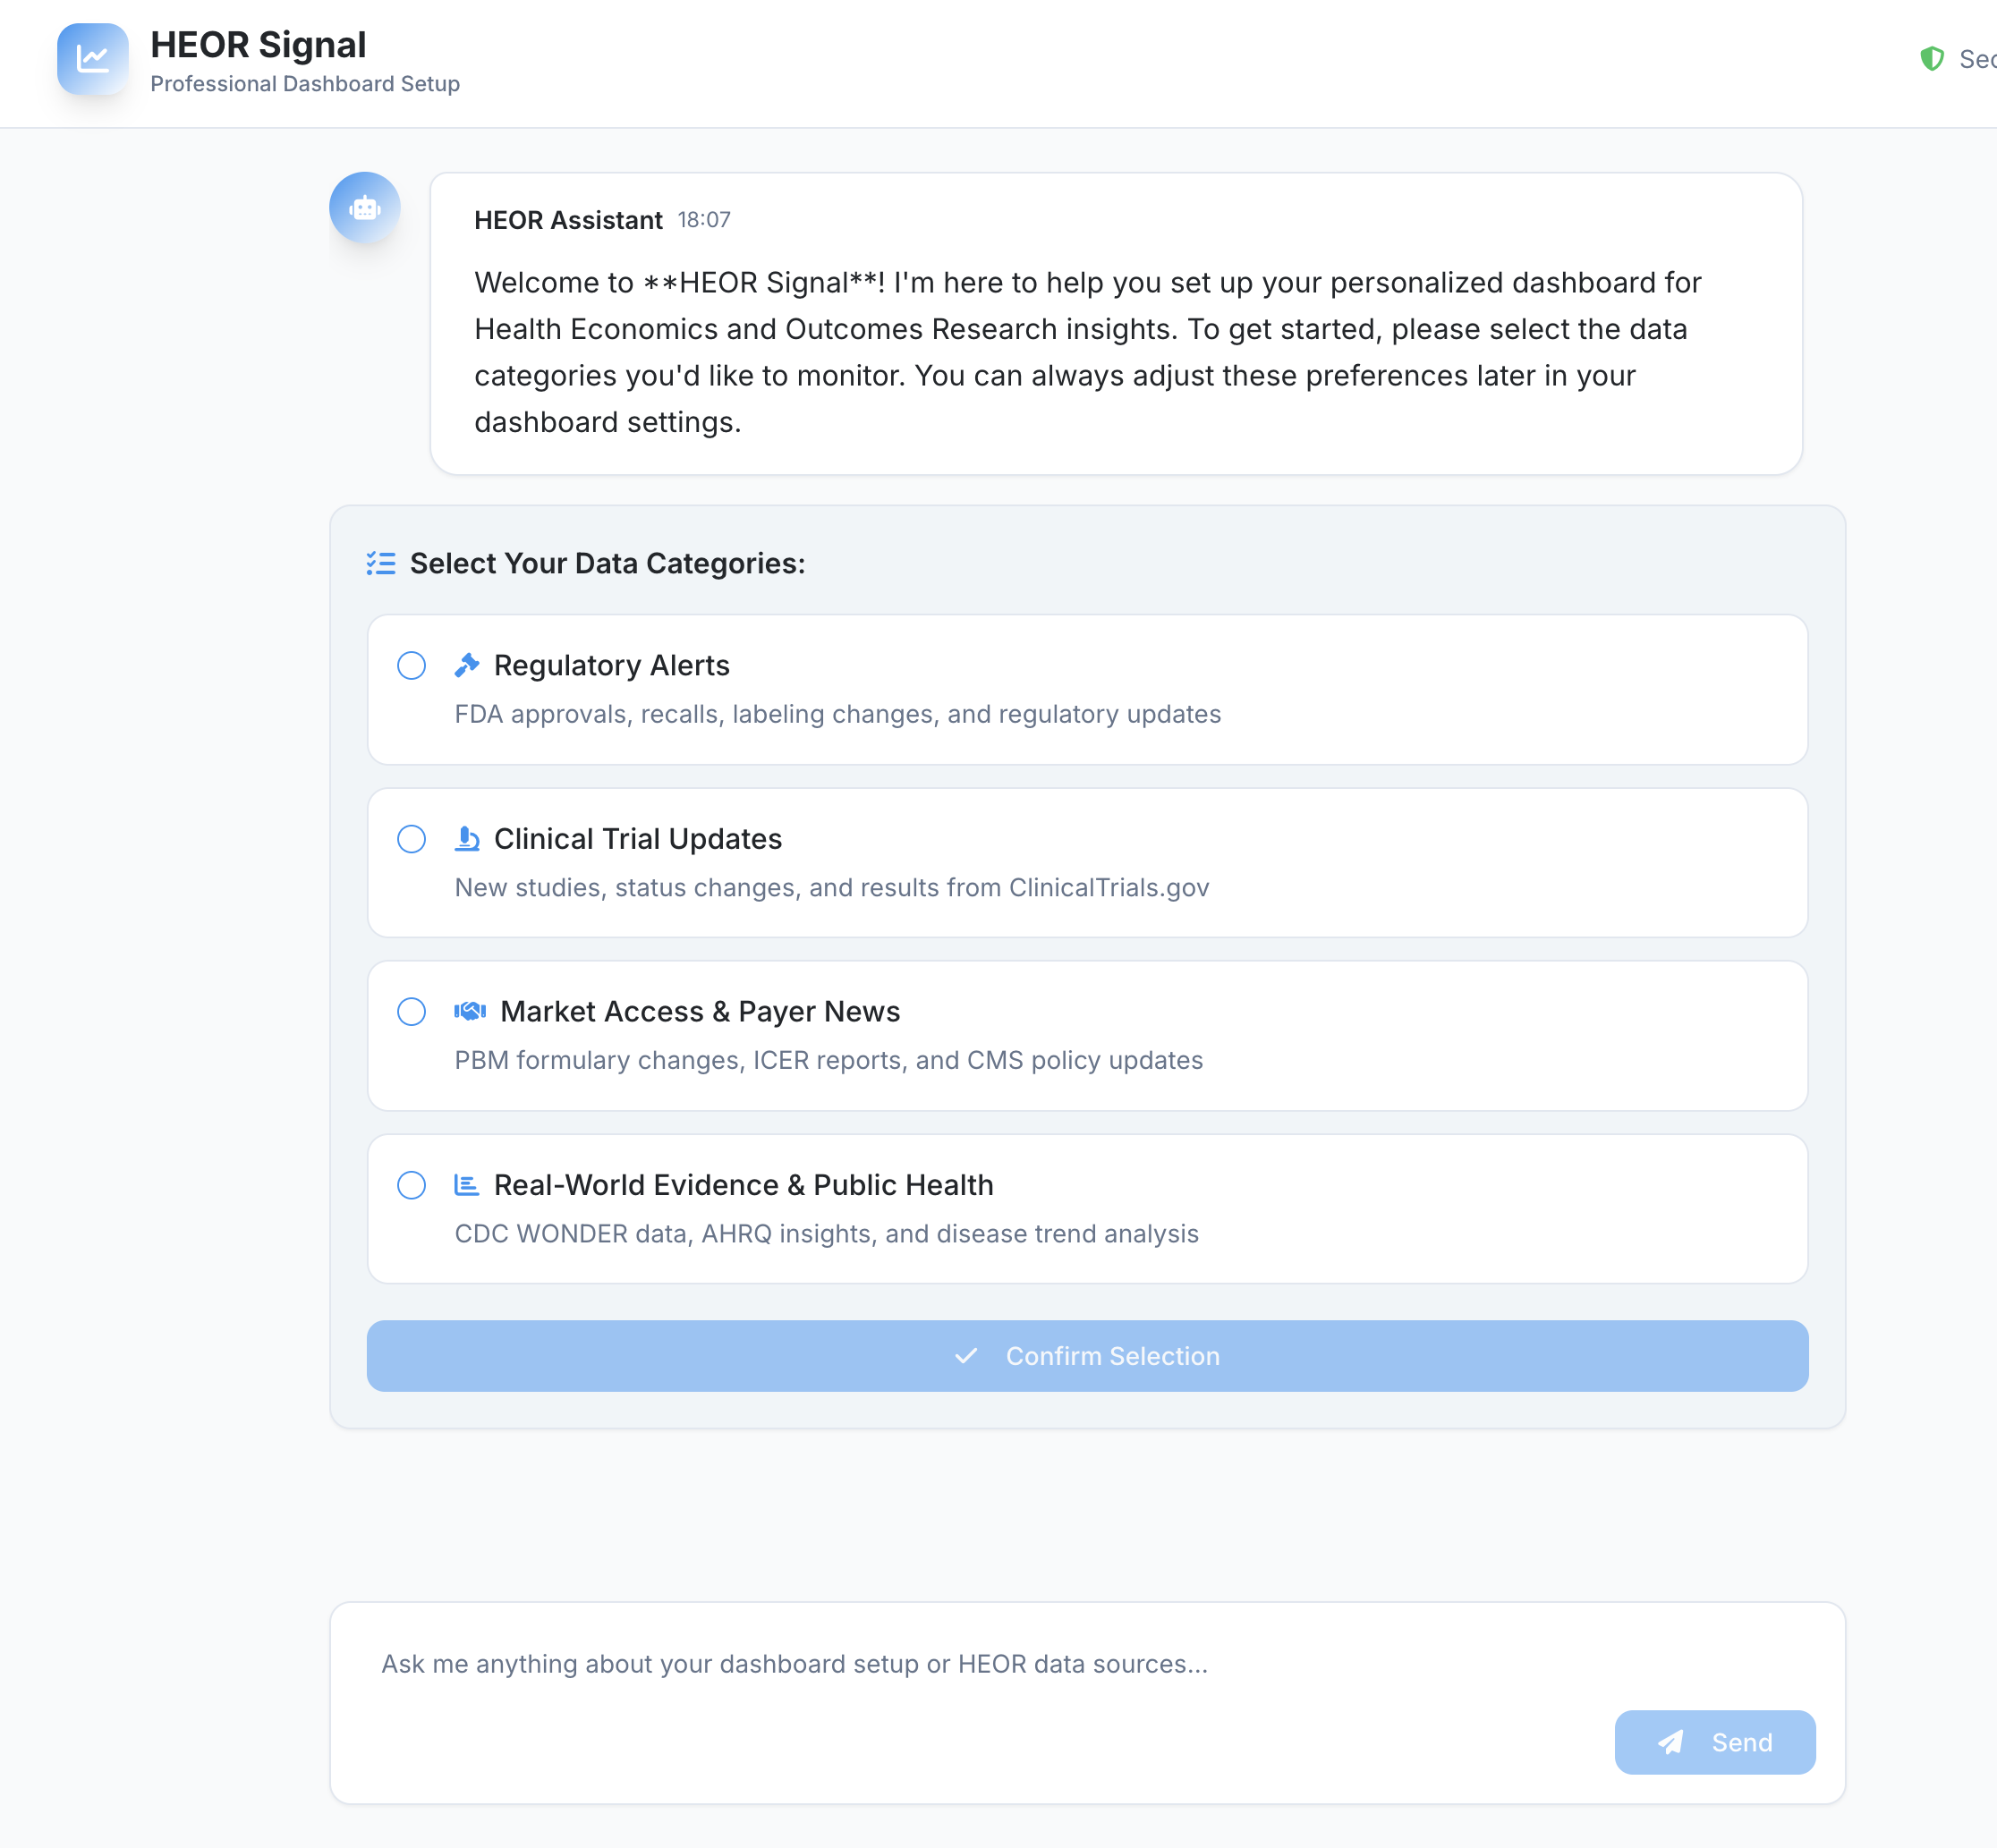 HEOR Signal
Professional Dashboard Setup
Sec
HEOR Assistant 18:07
Welcome to **HEOR Signal**! I'm here to help you set up your personalized dashboard for
Health Economics and Outcomes Research insights. To get started, please select the data
categories you'd like to monitor. You can always adjust these preferences later in your
dashboard settings.
Select Your Data Categories:
Regulatory Alerts
FDA approvals, recalls, labeling changes, and regulatory updates
Clinical Trial Updates
New studies, status changes, and results from ClinicalTrials.gov
Market Access & Payer News
PBM formulary changes, ICER reports, and CMS policy updates
Real-World Evidence & Public Health
CDC WONDER data, AHRQ insights, and disease trend analysis
Confirm Selection
Ask me anything about your dashboard setup or HEOR data sources...
Send